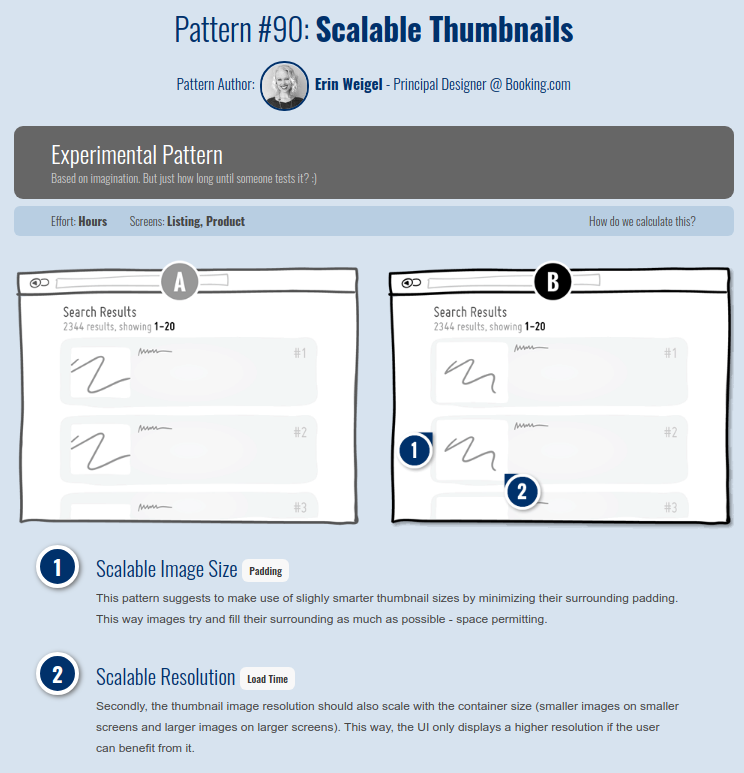 Pattern #90: Scalable Thumbnails
Pattern Author: Erin Weigel - Principal Designer @ Booking.com
Experimental Pattern
Based on imagination. But just how long until someone tests it? :)
Effort: Hours Screens: Listing, Product How do we calculate this?
A
Search Results
2344 results, showing 1-20
#1
#2
#3
B
Search Results
2344 results, showing 1-20
#1
#2
#3
1
2
1 Scalable Image Size Padding
This pattern suggests to make use of slighly smarter thumbnail sizes by minimizing their surrounding padding.
This way images try and fill their surrounding as much as possible - space permitting.
2 Scalable Resolution Load Time
Secondly, the thumbnail image resolution should also scale with the container size (smaller images on smaller
screens and larger images on larger screens). This way, the UI only displays a higher resolution if the user
can benefit from it.